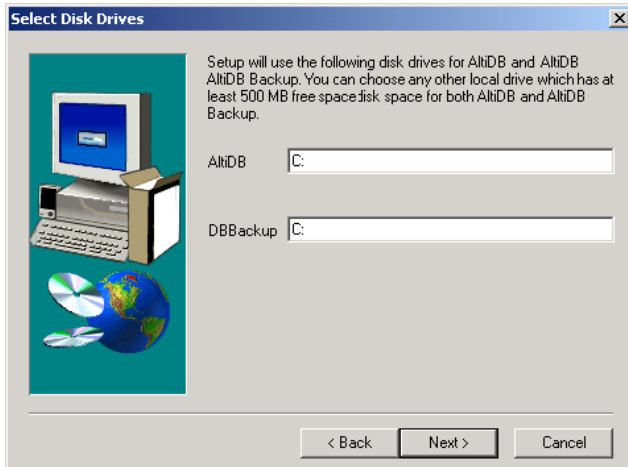 Select Disk Drives
Setup will use the following disk drives for AltiDB and AltiDB
AltiDB Backup. You can choose any other local drive which has at
least 500 MB free space:lisk space for both AltiDB and AltiDB
Backup.
AltiDB C:
DBBackup C:
< Back Next > Cancel